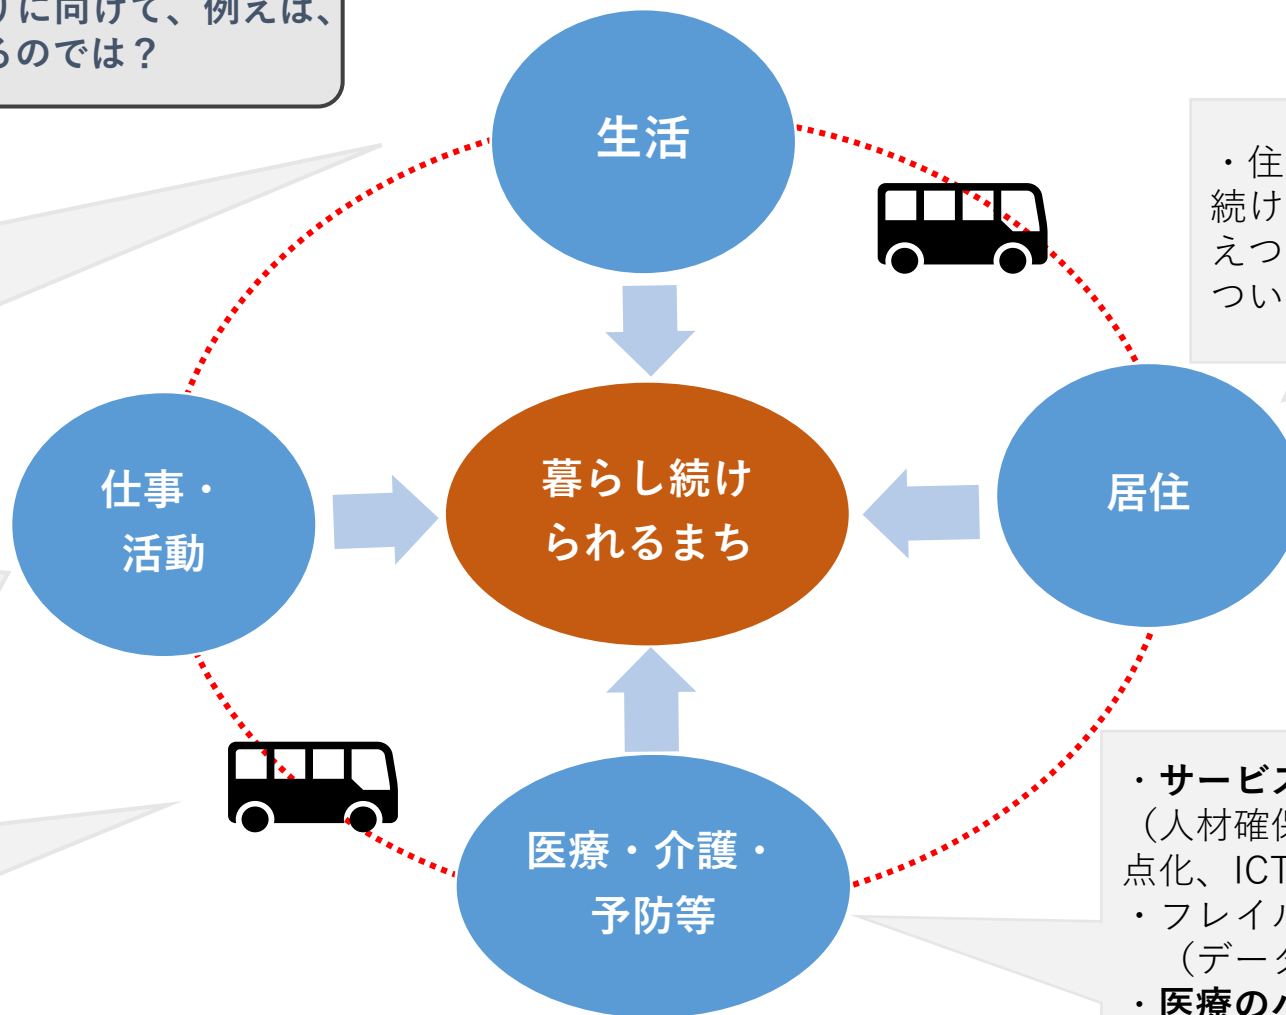 りに向けて、例えば、
るのでは？
生活
・住
続け
えつ
つい
仕事・
活動
暮らし続け
られるまち
居住
医療・介護・
予防等
・サービス
（人材確保
点化、ICT
・フレイル
（データ
・医療の